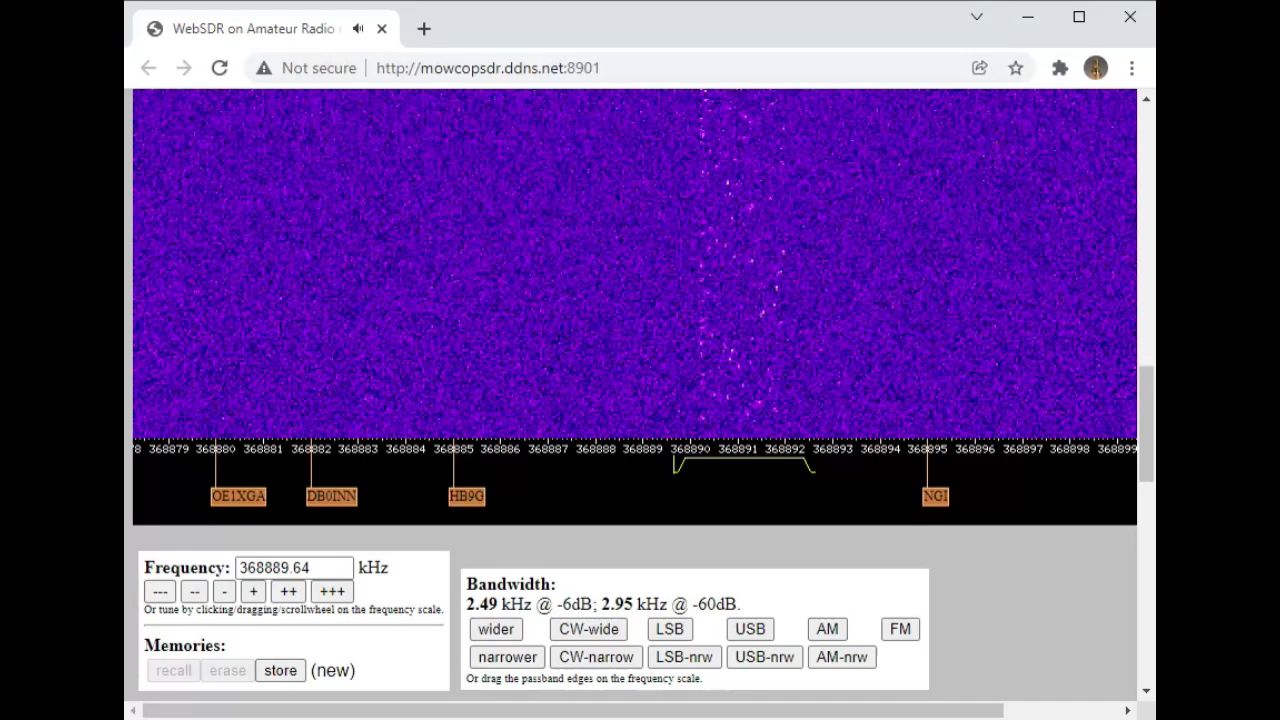 WebSDR on Amateur Radio
Not secure http://mowcopsdr.ddns.net:8901
8 368879 368880 368881 368882 368883 368884 368885 368886 368887 368888 368889 368890 368891 368892 368893 368894 368895 368896 368897 368898 368899
OE1XGA DB0INN HB9G NGI
Frequency: 368889.64 kHz
--- -- - + ++ +++
Or tune by clicking/dragging/scrollwheel on the frequency scale.
Memories:
recall erase store (new)
Bandwidth:
2.49 kHz @ -6dB; 2.95 kHz @ -60dB.
wider CW-wide LSB USB AM FM
narrower CW-narrow LSB-nrw USB-nrw AM-nrw
Or drag the passband edges on the frequency scale.